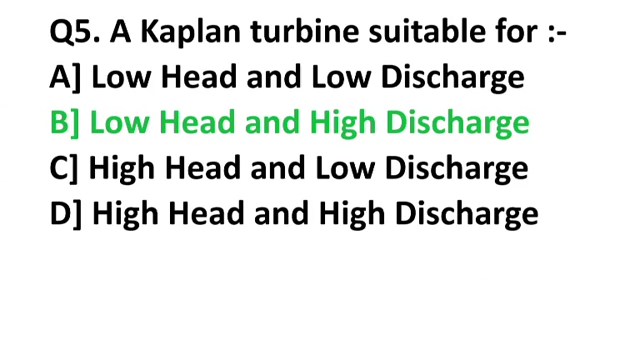 Q5. A Kaplan turbine suitable for :-
A] Low Head and Low Discharge
B] Low Head and High Discharge
C] High Head and Low Discharge
D] High Head and High Discharge